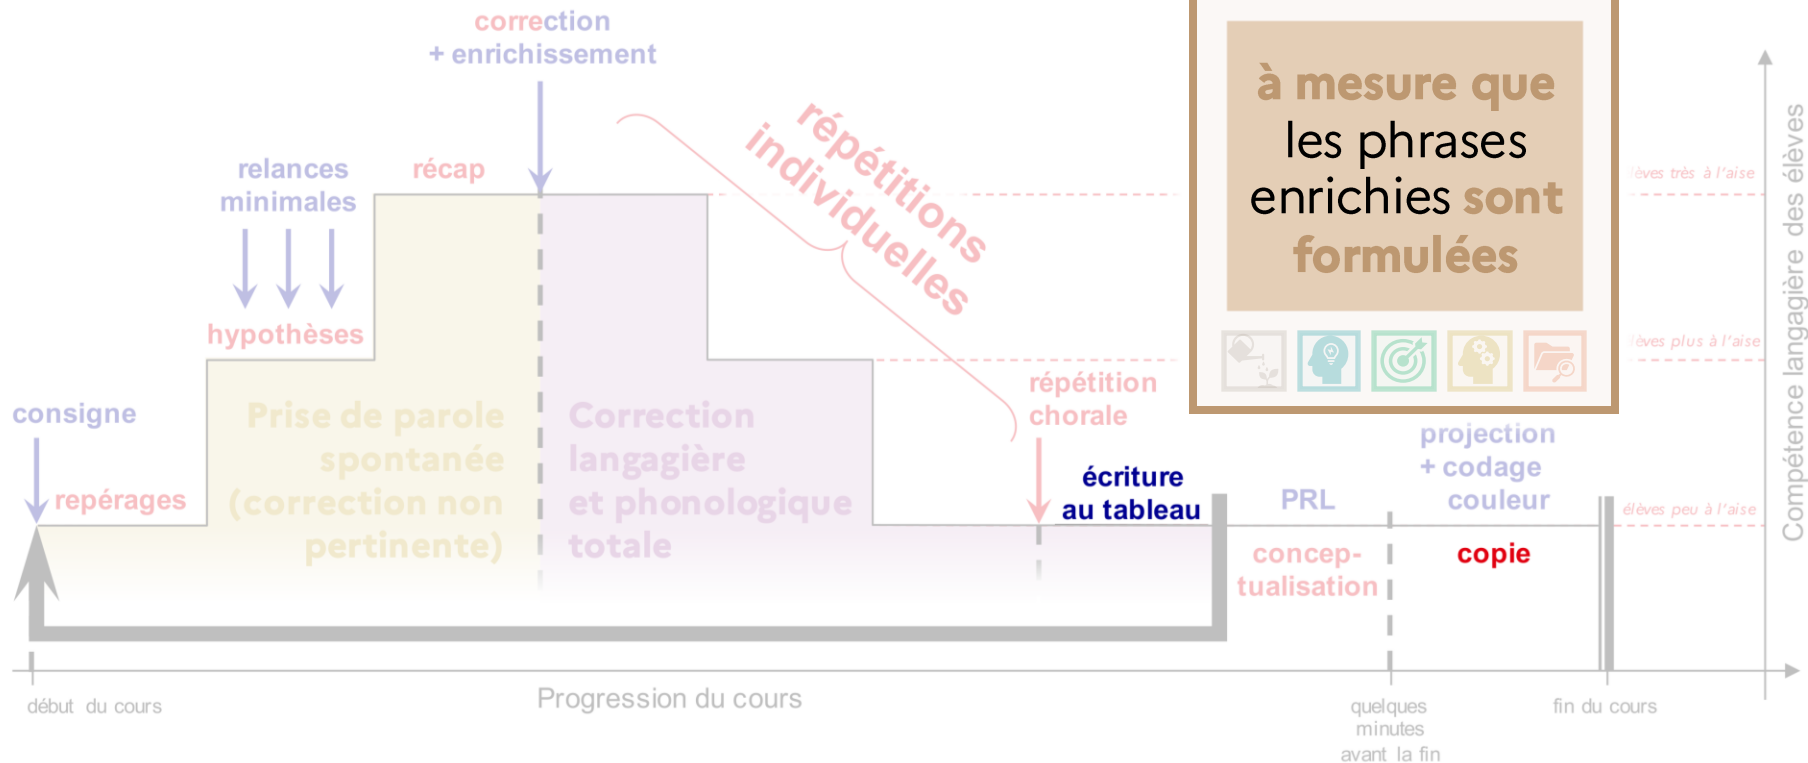 correction
+ enrichissement
à mesure que
les phrases
enrichies sont
formulées
répétitions
individuelles
relances
minimales
récap
hypothèses
èves très à l'aise
èves plus à l'aise
élèves peu à l'aise
Compétence langagière des élèves
consigne
repérages
Prise de parole
spontanée
(correction non
pertinente)
Correction
langagière
et phonologique
totale
répétition
chorale
écriture
au tableau
PRL
projection
+ codage
couleur
concep-
tualisation
copie
début du cours
Progression du cours
quelques
minutes
avant la fin
fin du cours